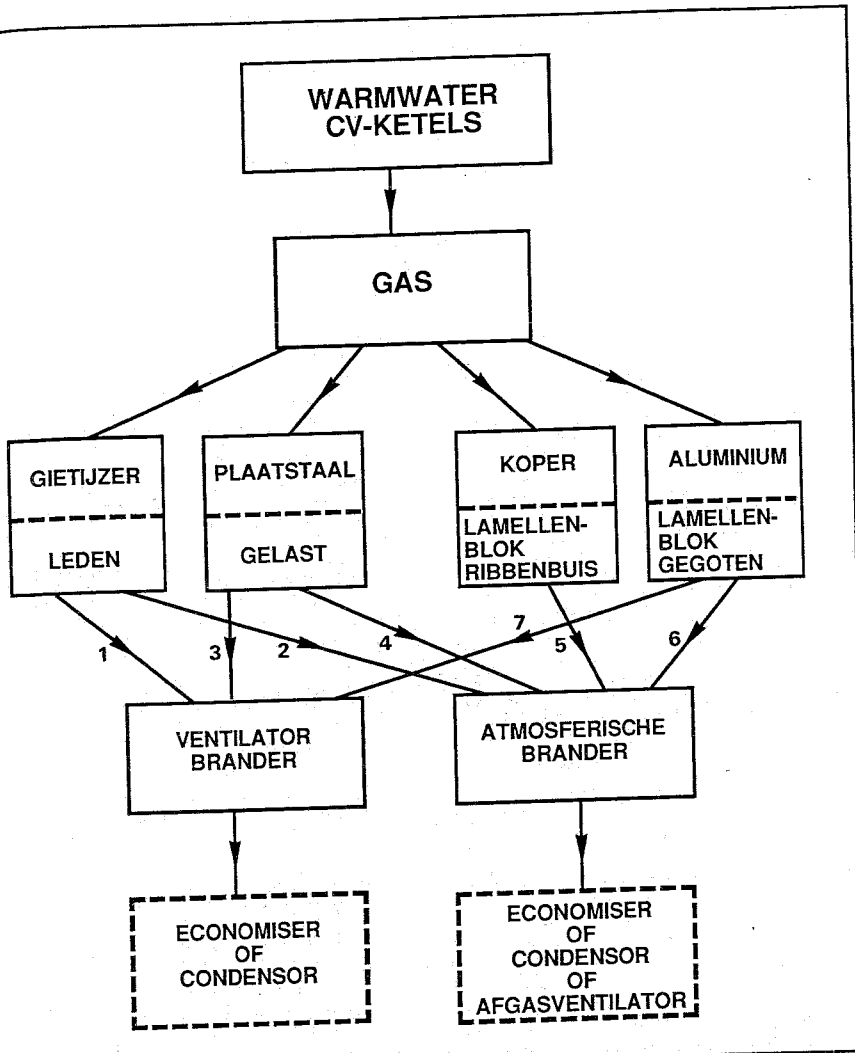 WARMWATER
CV-KETELS
GAS
GIETIJZER
LEDEN
PLAATSTAAL
GELAST
KOPER
LAMELLEN-
BLOK
RIBBENBUIS
ALUMINIUM
LAMELLEN-
BLOK
GEGOTEN
1
3
2
4
7
5
6
VENTILATOR
BRANDER
ATMOSFERISCHE
BRANDER
ECONOMISER
OF
CONDENSOR
ECONOMISER
OF
CONDENSOR
OF
AFGASVENTILATOR